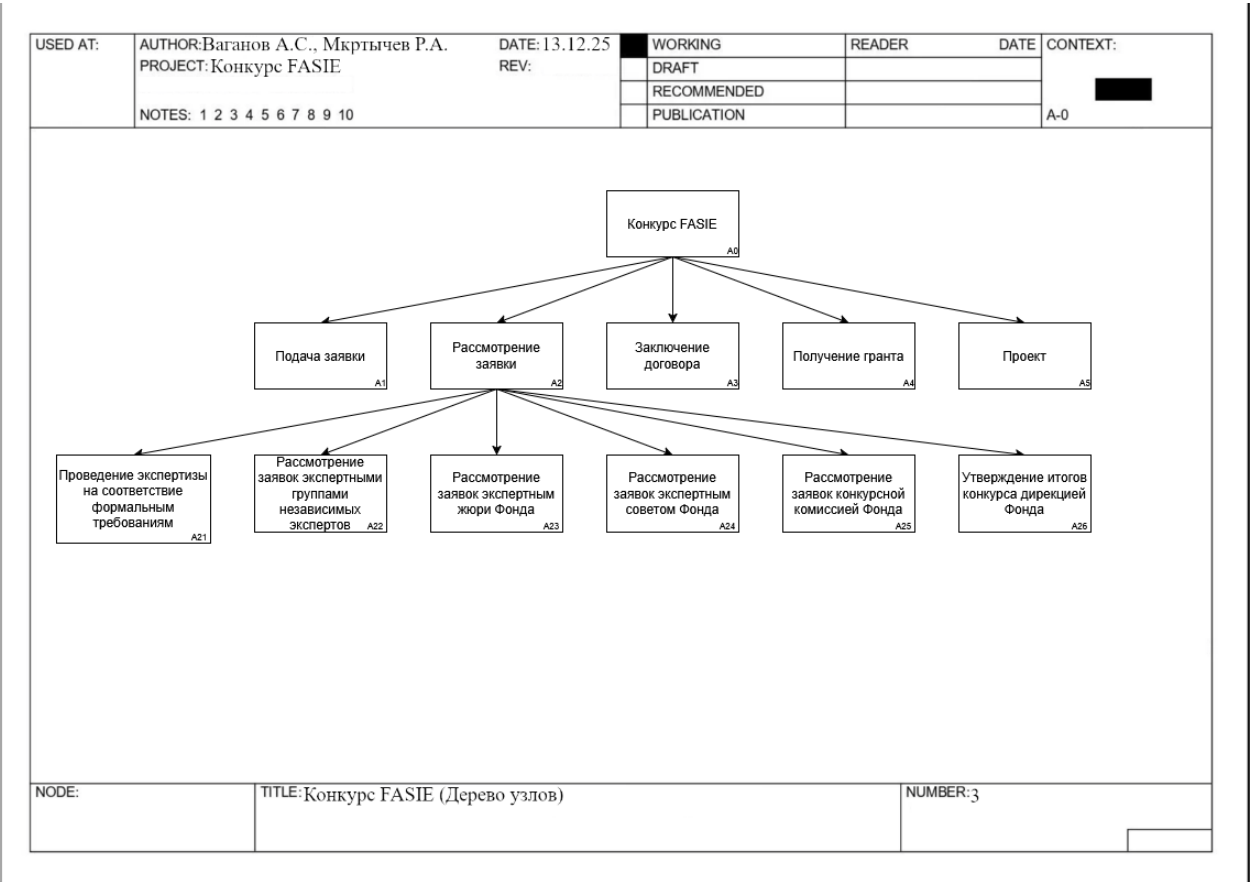 USED AT:
AUTHOR:Ваганов А.С., Мкртычев Р.А.
DATE:13.12.25
WORKING
READER
DATE
CONTEXT:
PROJECT:Конкурс FASIE
REV:
DRAFT
RECOMMENDED
NOTES: 1 2 3 4 5 6 7 8 9 10
PUBLICATION
A-0
Конкурс FASIE
A0
Подача заявки
A1
Рассмотрение
заявки
A2
Заключение
договора
A3
Получение гранта
A4
Проект
A5
Проведение экспертизы
на соответствие
формальным
требованиям
A21
Рассмотрение
заявок экспертными
группами
независимых
экспертов
A22
Рассмотрение
заявок экспертным
жюри Фонда
A23
Рассмотрение
заявок экспертным
советом Фонда
A24
Рассмотрение
заявок конкурсной
комиссией Фонда
A25
Утверждение итогов
конкурса дирекцией
Фонда
A26
NODE:
TITLE:Конкурс FASIE (Дерево узлов)
NUMBER:3